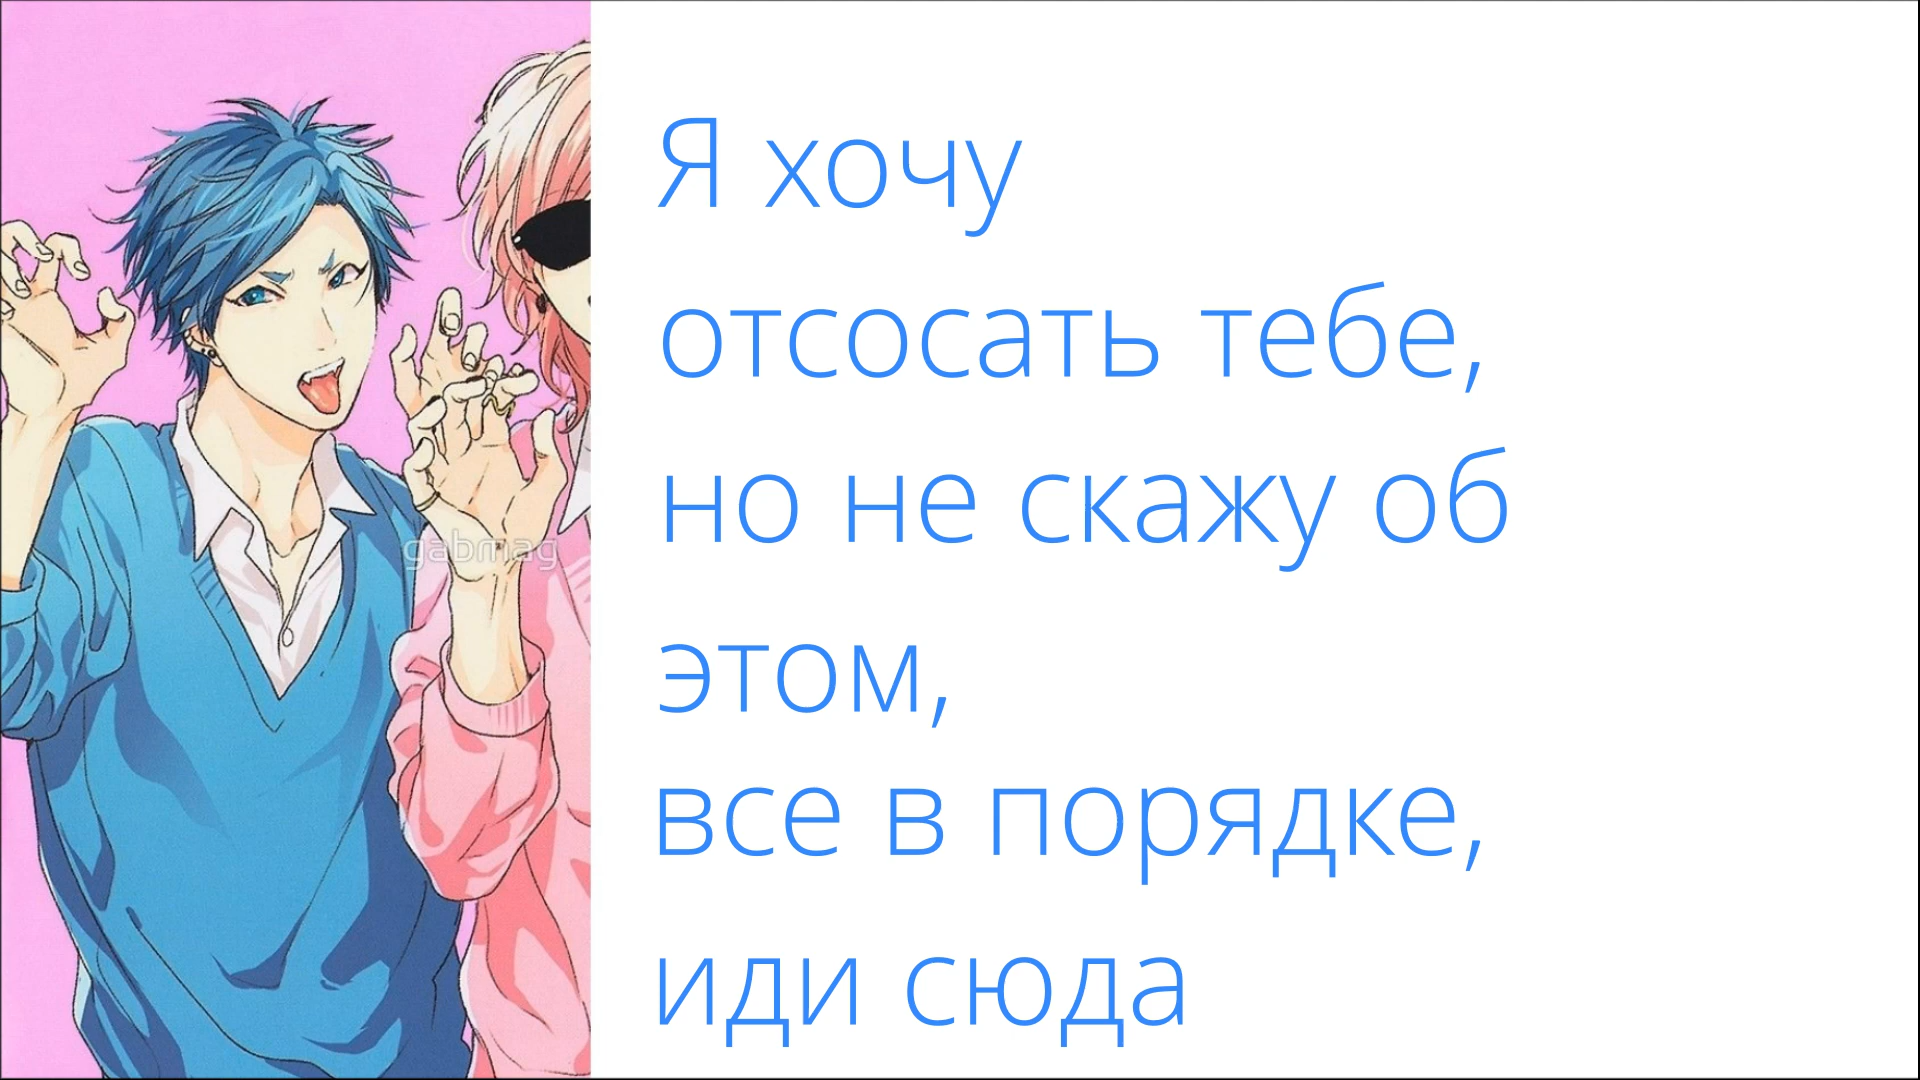 Я хочу
отсосать тебе,
но не скажу об
этом,
все в порядке,
иди сюда
gabmag